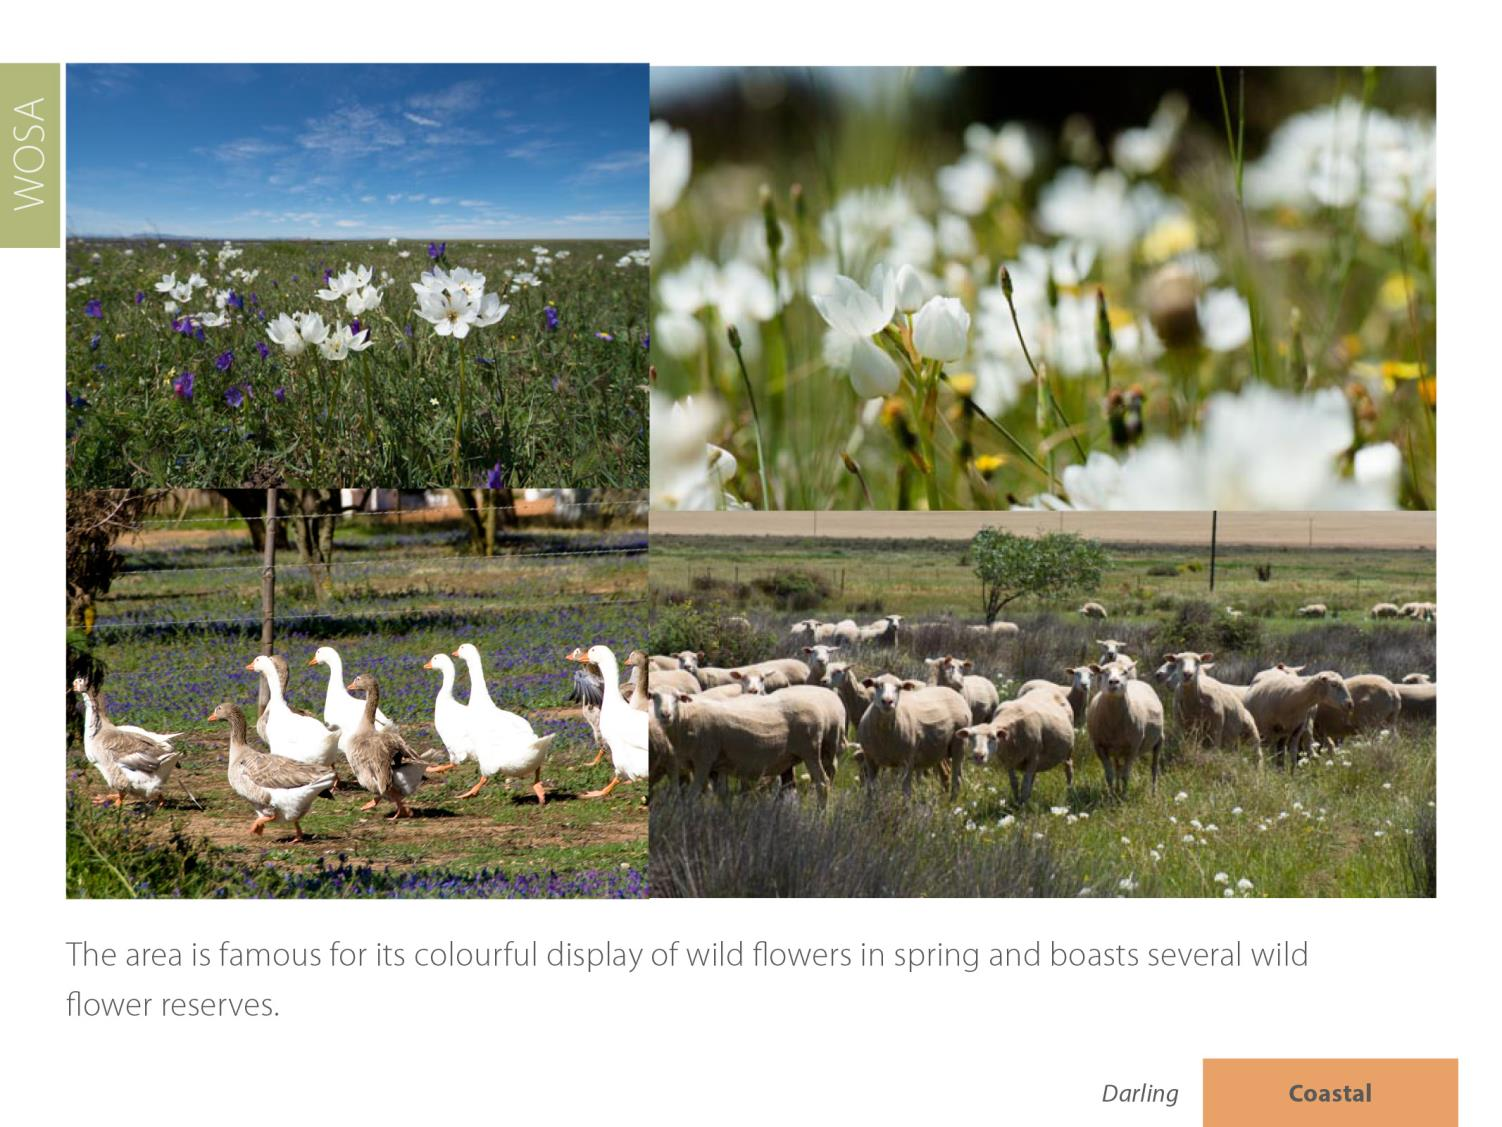 WOSA
The area is famous for its colourful display of wild flowers in spring and boasts several wild
flower reserves.
Darling
Coastal